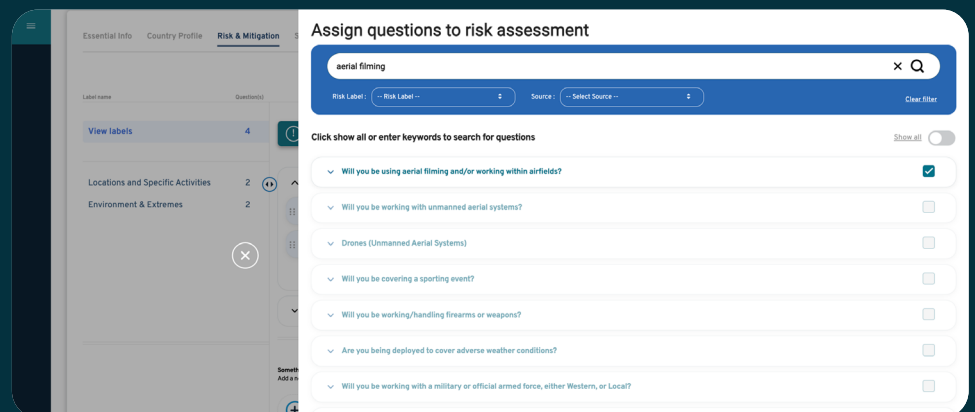 Essential Info Country Profile Risk & Mitigation
Label name Question(s)
View labels 4
Locations and Specific Activities 2
Environment & Extremes 2
Add a
Assign questions to risk assessment
aerial filming
Risk Label : -- Risk Label -- Source : -- Select Source --
Clear filter
Click show all or enter keywords to search for questions
Show all
Will you be using aerial filming and/or working within airfields?
Will you be working with unmanned aerial systems?
Drones (Unmanned Aerial Systems)
Will you be covering a sporting event?
Will you be working/handling firearms or weapons?
Are you being deployed to cover adverse weather conditions?
Will you be working with a military or official armed force, either Western, or Local?